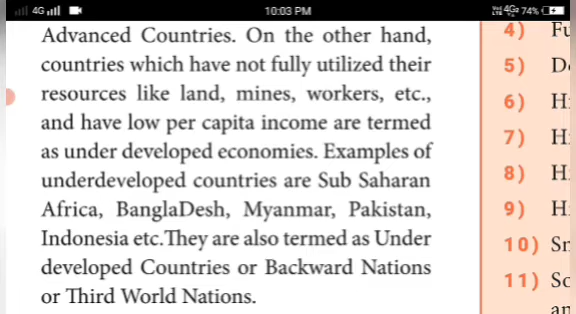 4G 10:03 PM 4G 74%
Advanced Countries. On the other hand,
countries which have not fully utilized their
resources like land, mines, workers, etc.,
and have low per capita income are termed
as under developed economies. Examples of
underdeveloped countries are Sub Saharan
Africa, BanglaDesh, Myanmar, Pakistan,
Indonesia etc.They are also termed as Under
developed Countries or Backward Nations
or Third World Nations.
4)
5)
6)
7)
8)
9)
10)
11)